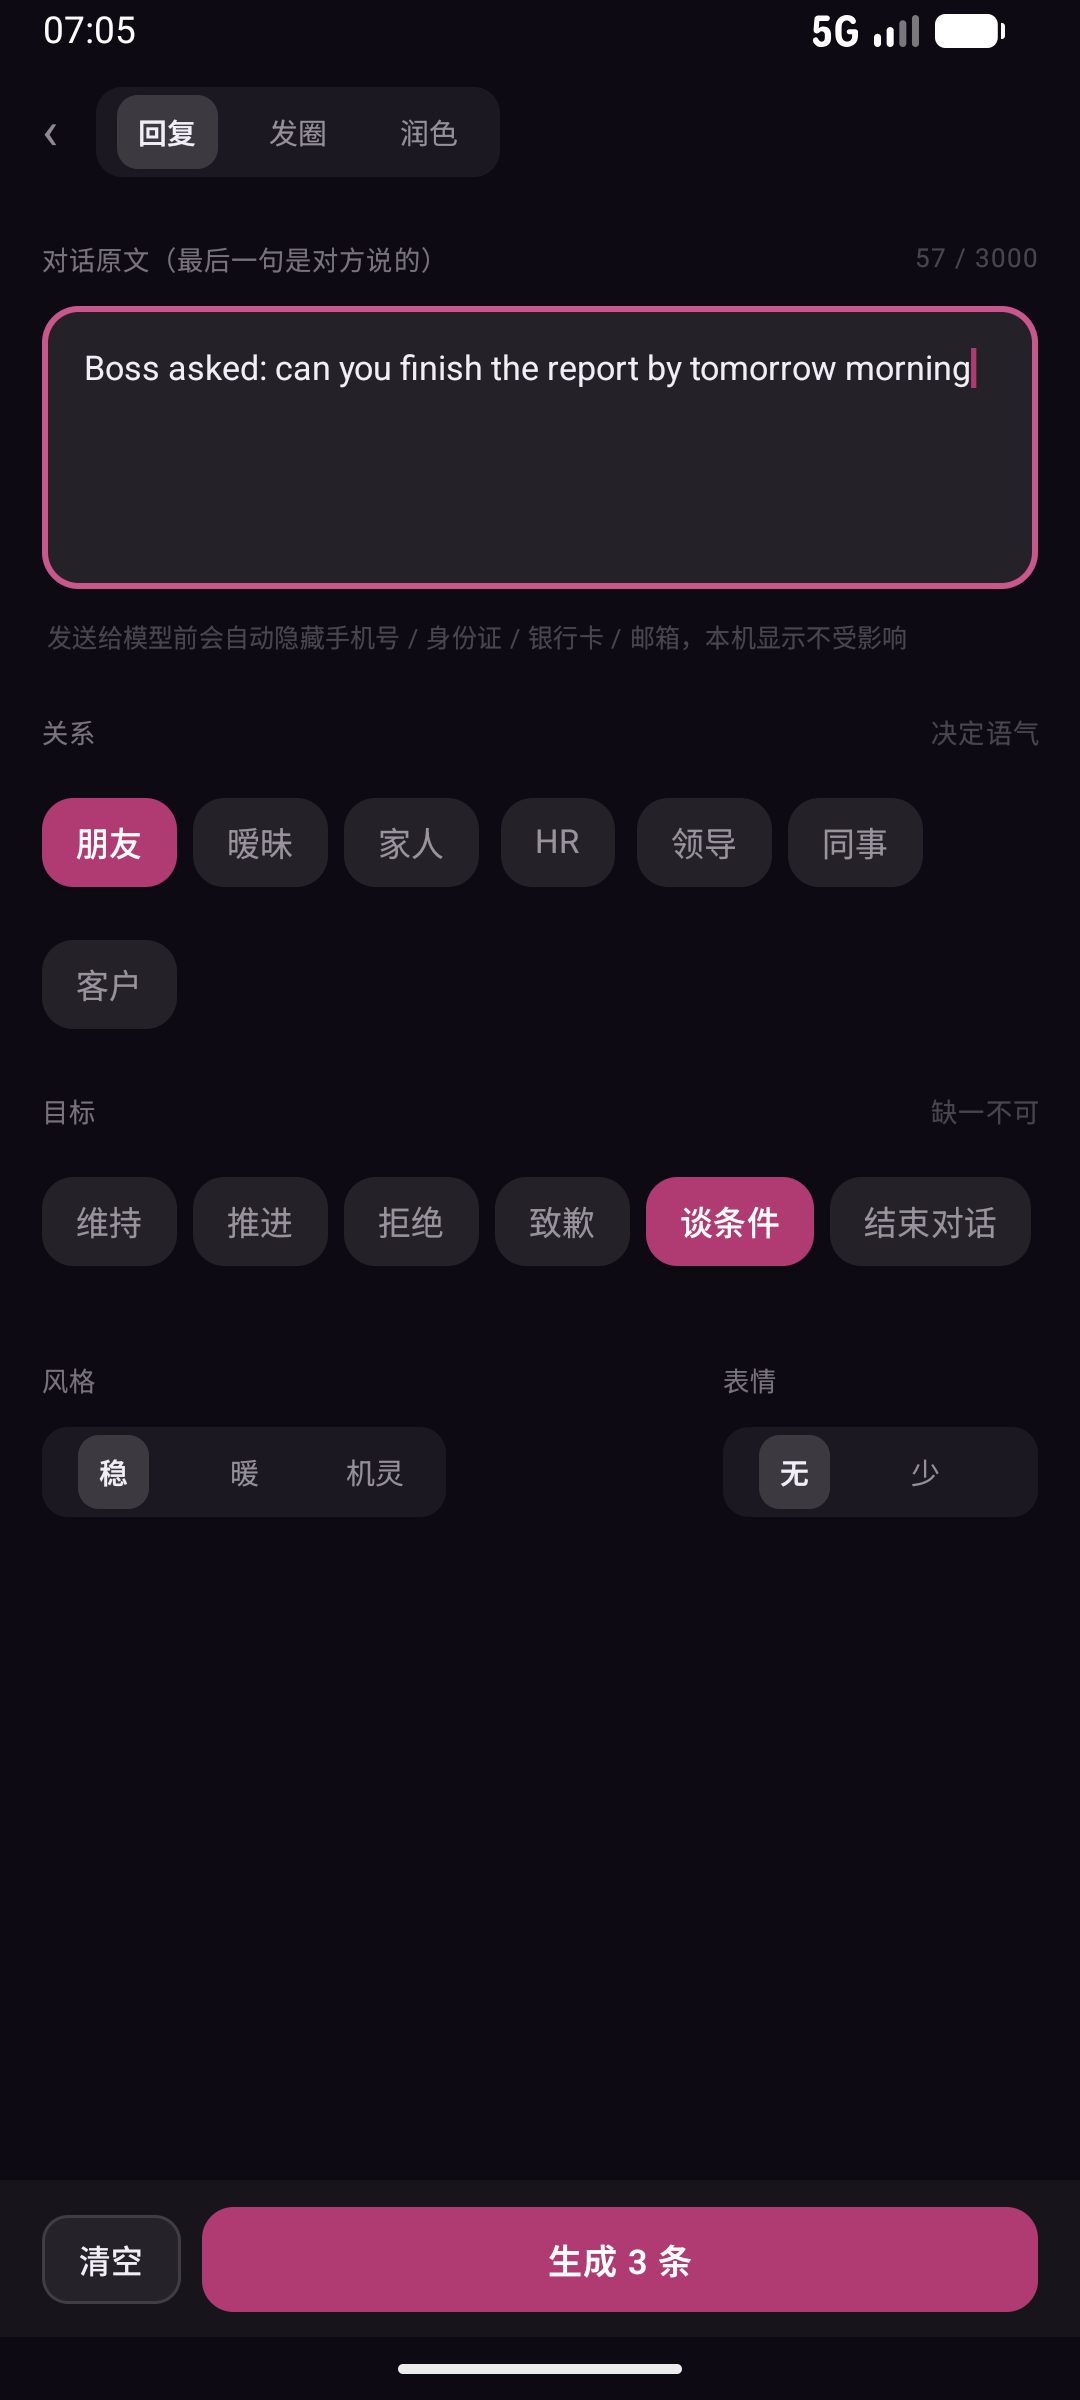 07:05 5G
‹ 回复 发圈 润色
对话原文（最后一句是对方说的） 57 / 3000
Boss asked: can you finish the report by tomorrow morning
发送给模型前会自动隐藏手机号 / 身份证 / 银行卡 / 邮箱，本机显示不受影响
关系 决定语气
朋友 暧昧 家人 HR 领导 同事
客户
目标 缺一不可
维持 推进 拒绝 致歉 谈条件 结束对话
风格 表情
稳 暖 机灵 无 少
清空 生成 3 条